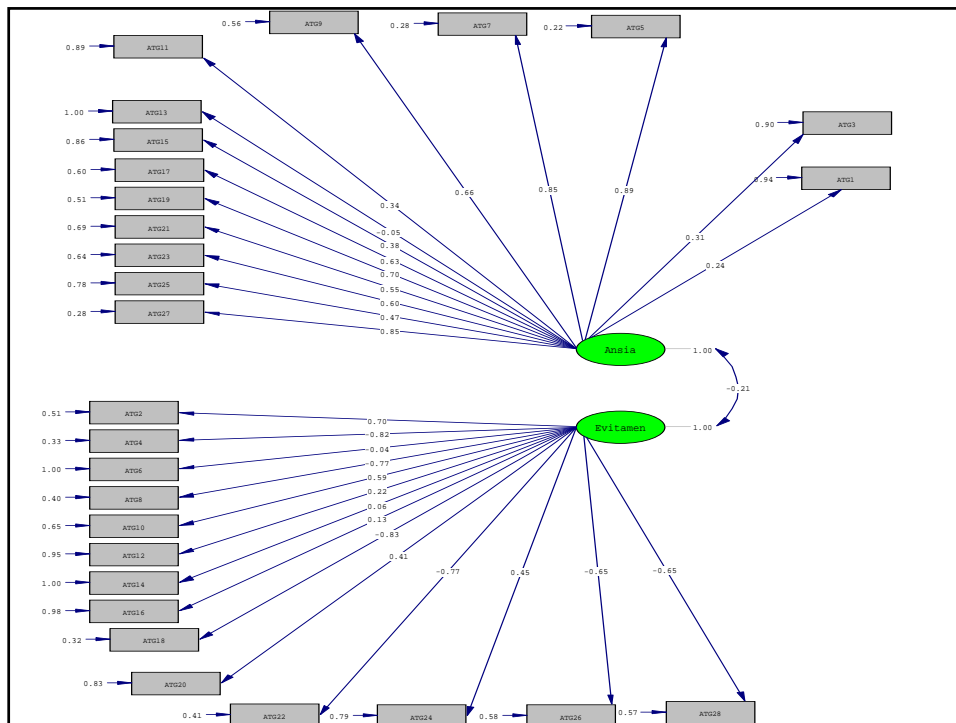 0.56 ATG9 0.28 ATG7 0.22 ATG5
0.89 ATG11
1.00 ATG13
0.90 ATG3
0.86 ATG15
0.60 ATG17
0.94 ATG1
0.51 ATG19
0.66 0.85 0.89
0.34
0.69 ATG21
-0.05
0.31
0.38
0.64 ATG23
0.63
0.24
0.70
0.78 ATG25
0.55
0.60
0.28 ATG27
0.47
0.85
Ansia 1.00
-0.21
0.51 ATG2
0.70
Evitamen 1.00
0.33 ATG4
-0.82
-0.04
1.00 ATG6
-0.77
0.59
0.40 ATG8
0.22
0.06
0.65 ATG10
0.13
-0.83
0.95 ATG12
0.41
-0.77 0.45 -0.65 -0.65
1.00 ATG14
0.98 ATG16
0.32 ATG18
0.83 ATG20
0.41 ATG22 0.79 ATG24 0.58 ATG26 0.57 ATG28